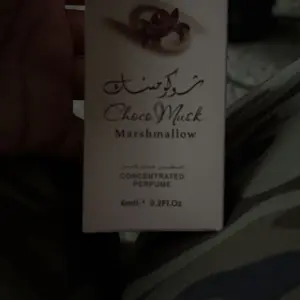 شوكو مسك
Choco Musk
Marshmallow
CONCENTRATED
PERFUME
6ml ℮ 0.2Fl.Oz